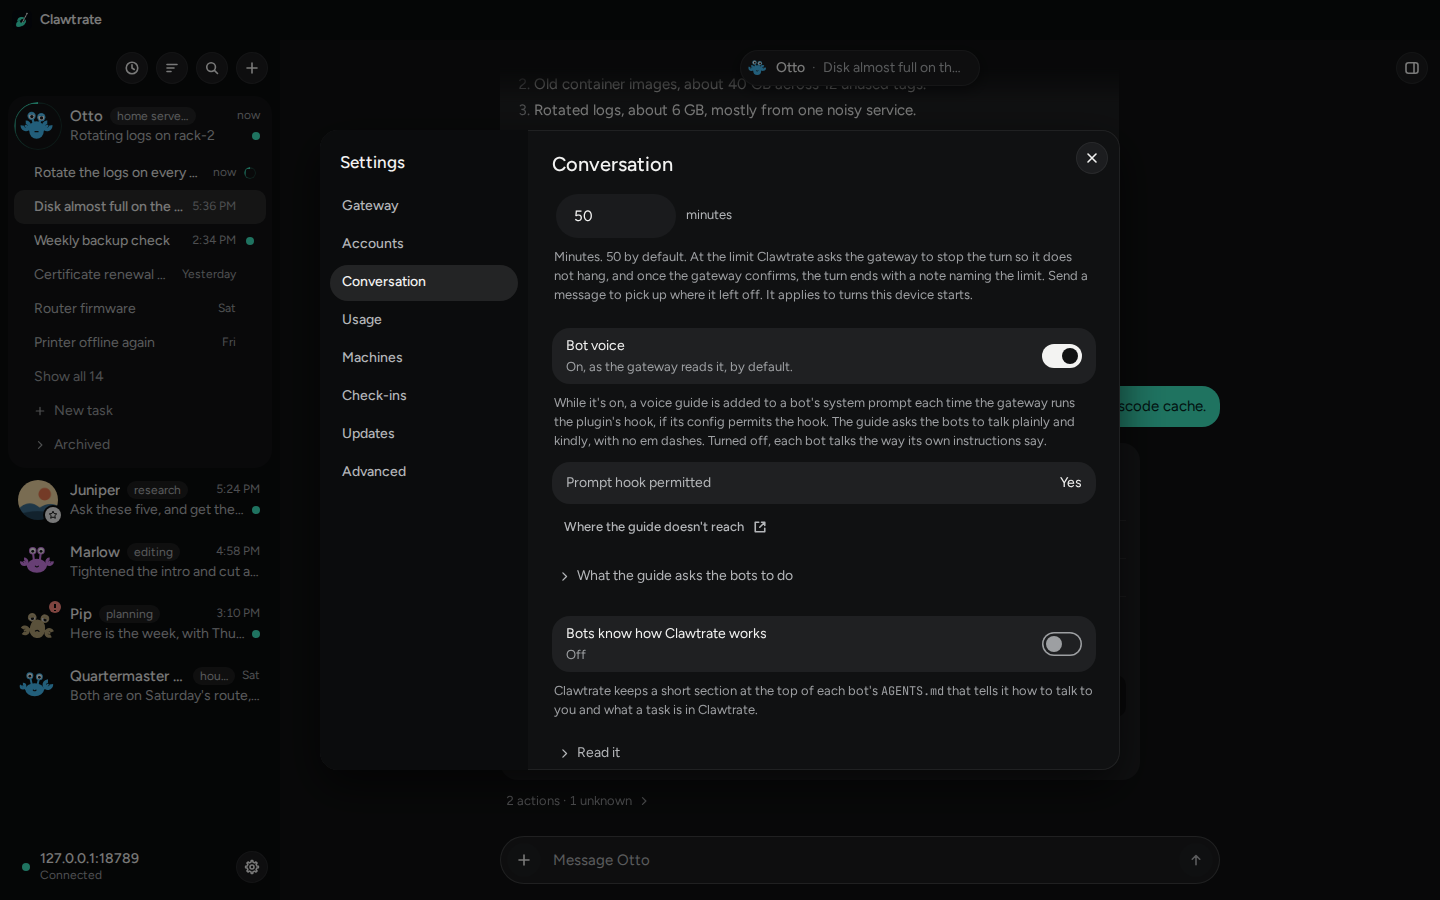 Clawtrate
Otto home serve... now
Rotating logs on rack-2
Rotate the logs on every ... now
Disk almost full on the ... 5:36 PM
Weekly backup check 2:34 PM
Certificate renewal ... Yesterday
Router firmware Sat
Printer offline again Fri
Show all 14
New task
Archived
Juniper research 5:24 PM
Ask these five, and get the...
Marlow editing 4:58 PM
Tightened the intro and cut a...
Pip planning 3:10 PM
Here is the week, with Thu...
Quartermaster ... hou... Sat
Both are on Saturday's route,...
127.0.0.1:18789
Connected
Otto · Disk almost full on th...
2. Old container images, about 40 GB across 12 unused tags.
3. Rotated logs, about 6 GB, mostly from one noisy service.
Settings
Gateway
Accounts
Conversation
Usage
Machines
Check-ins
Updates
Advanced
Conversation
50 minutes
Minutes. 50 by default. At the limit Clawtrate asks the gateway to stop the turn so it does
not hang, and once the gateway confirms, the turn ends with a note naming the limit. Send a
message to pick up where it left off. It applies to turns this device starts.
Bot voice
On, as the gateway reads it, by default.
While it's on, a voice guide is added to a bot's system prompt each time the gateway runs
the plugin's hook, if its config permits the hook. The guide asks the bots to talk plainly and
kindly, with no em dashes. Turned off, each bot talks the way its own instructions say.
Prompt hook permitted Yes
Where the guide doesn't reach
What the guide asks the bots to do
Bots know how Clawtrate works
Off
Clawtrate keeps a short section at the top of each bot's AGENTS.md that tells it how to talk to
you and what a task is in Clawtrate.
Read it
scode cache.
2 actions · 1 unknown
Message Otto